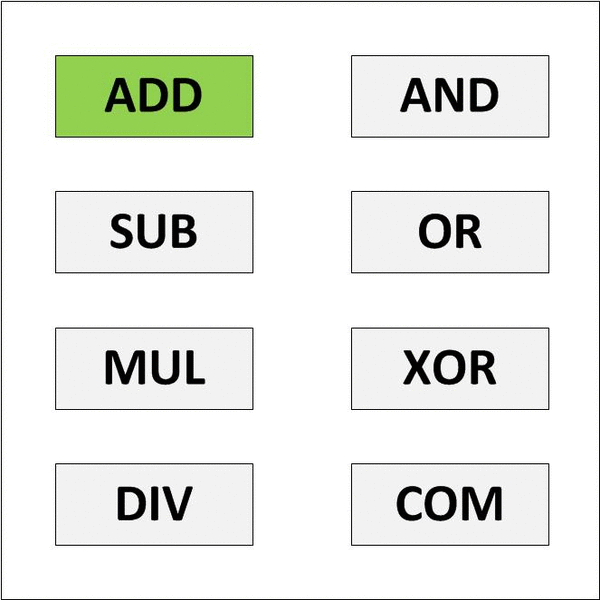 ADD
AND
SUB
OR
MUL
XOR
DIV
COM